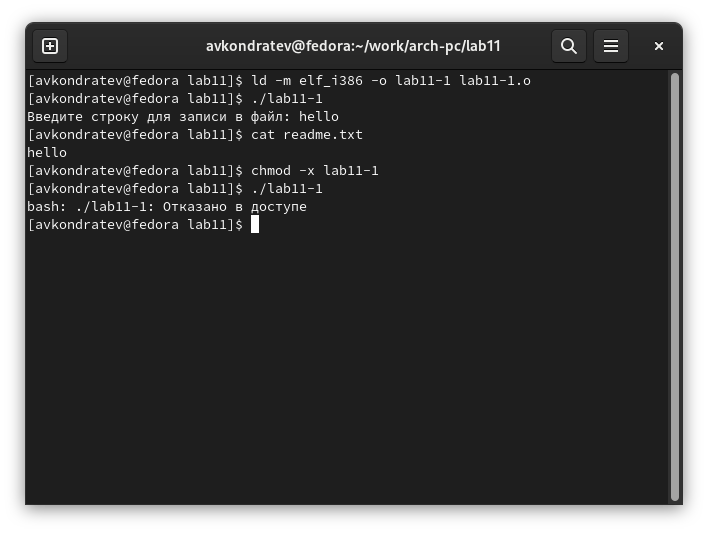 avkondratev@fedora:~/work/arch-pc/lab11
[avkondratev@fedora lab11]$ ld -m elf_i386 -o lab11-1 lab11-1.o
[avkondratev@fedora lab11]$ ./lab11-1
Введите строку для записи в файл: hello
[avkondratev@fedora lab11]$ cat readme.txt
hello
[avkondratev@fedora lab11]$ chmod -x lab11-1
[avkondratev@fedora lab11]$ ./lab11-1
bash: ./lab11-1: Отказано в доступе
[avkondratev@fedora lab11]$